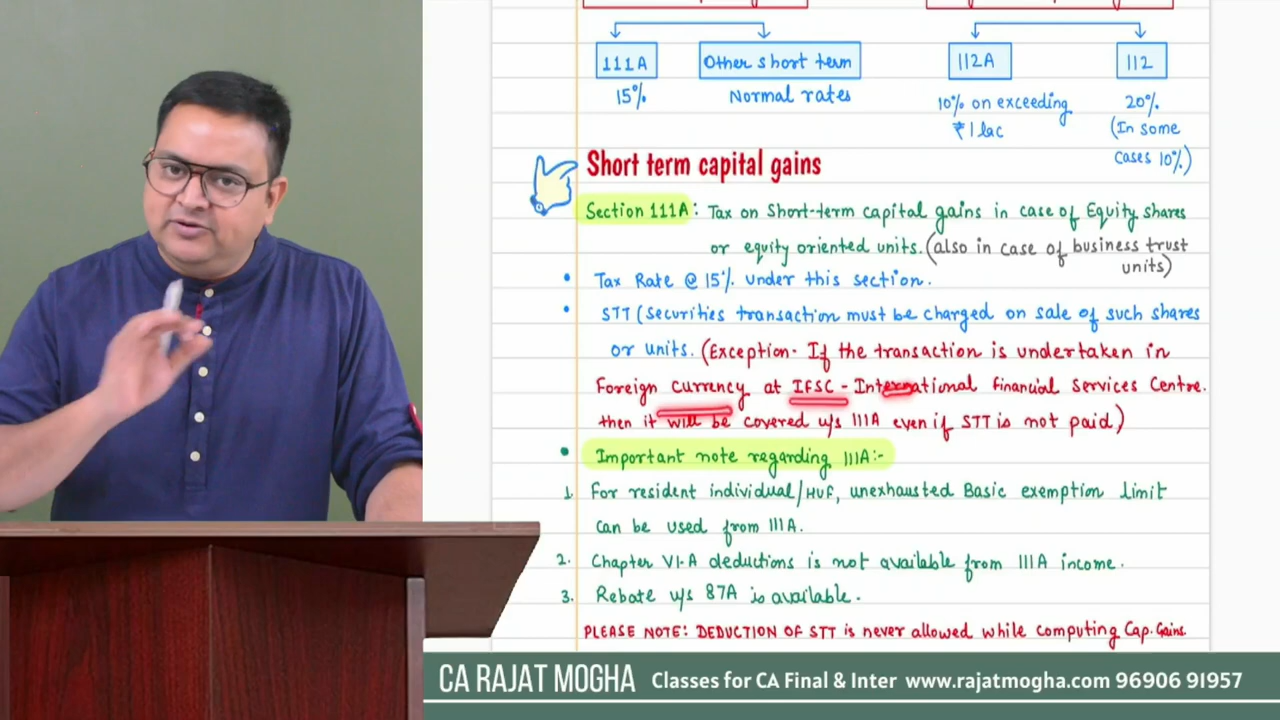 111A
Other short term
112A
112
15%
Normal rates
10% on exceeding
₹1 lac
20%
(In some
cases 10%)
Short term capital gains
Section 111A: Tax on Short-term capital gains in case of Equity shares
or equity oriented units. (also in case of business trust
units)
• Tax Rate @ 15% under this section.
• STT (securities transaction must be charged on sale of such shares
or units. (Exception- If the transaction is undertaken in
Foreign currency at IFSC - International Financial Services Centre.
then it will be covered u/s 111A even if STT is not paid)
• Important note regarding 111A:-
1. For resident individual/HUF, unexhausted Basic exemption limit
can be used from 111A.
2. Chapter VI-A deductions is not available from 111A income.
3. Rebate u/s 87A is available.
PLEASE NOTE: DEDUCTION OF STT is never allowed while computing Cap. Gains.
CA RAJAT MOGHA Classes for CA Final & Inter www.rajatmogha.com 96906 91957